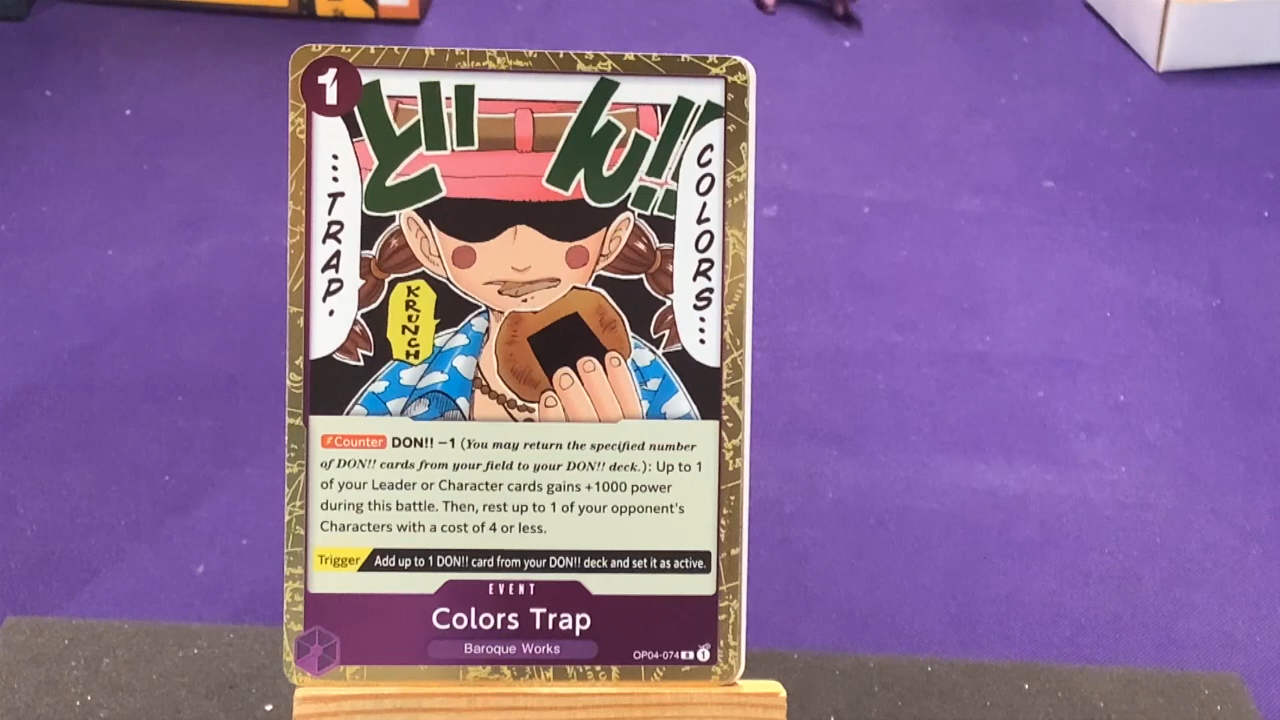 1
どん!!
COLORS...
...TRAP.
KRUNCH
⚡Counter DON!! −1 (You may return the specified number
of DON!! cards from your field to your DON!! deck.): Up to 1
of your Leader or Character cards gains +1000 power
during this battle. Then, rest up to 1 of your opponent's
Characters with a cost of 4 or less.
Trigger Add up to 1 DON!! card from your DON!! deck and set it as active.
EVENT
Colors Trap
Baroque Works
OP04-074 R 1